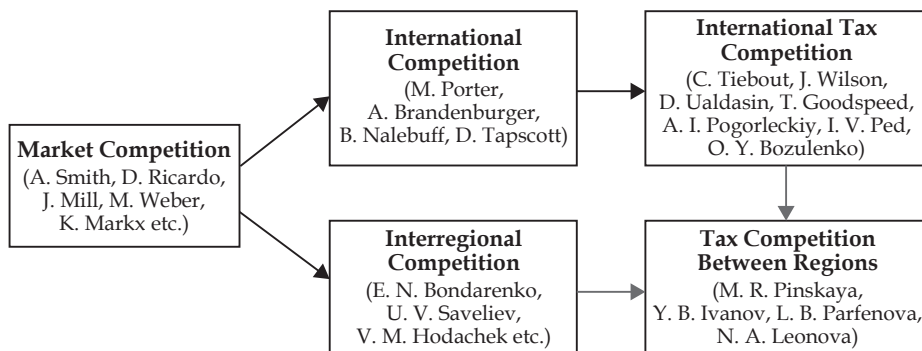 Market Competition
(A. Smith, D. Ricardo,
J. Mill, M. Weber,
K. Markx etc.)
International
Competition
(M. Porter,
A. Brandenburger,
B. Nalebuff, D. Tapscott)
International Tax
Competition
(C. Tiebout, J. Wilson,
D. Ualdasin, T. Goodspeed,
A. I. Pogorleckiy, I. V. Ped,
O. Y. Bozulenko)
Interregional
Competition
(E. N. Bondarenko,
U. V. Saveliev,
V. M. Hodachek etc.)
Tax Competition
Between Regions
(M. R. Pinskaya,
Y. B. Ivanov, L. B. Parfenova,
N. A. Leonova)